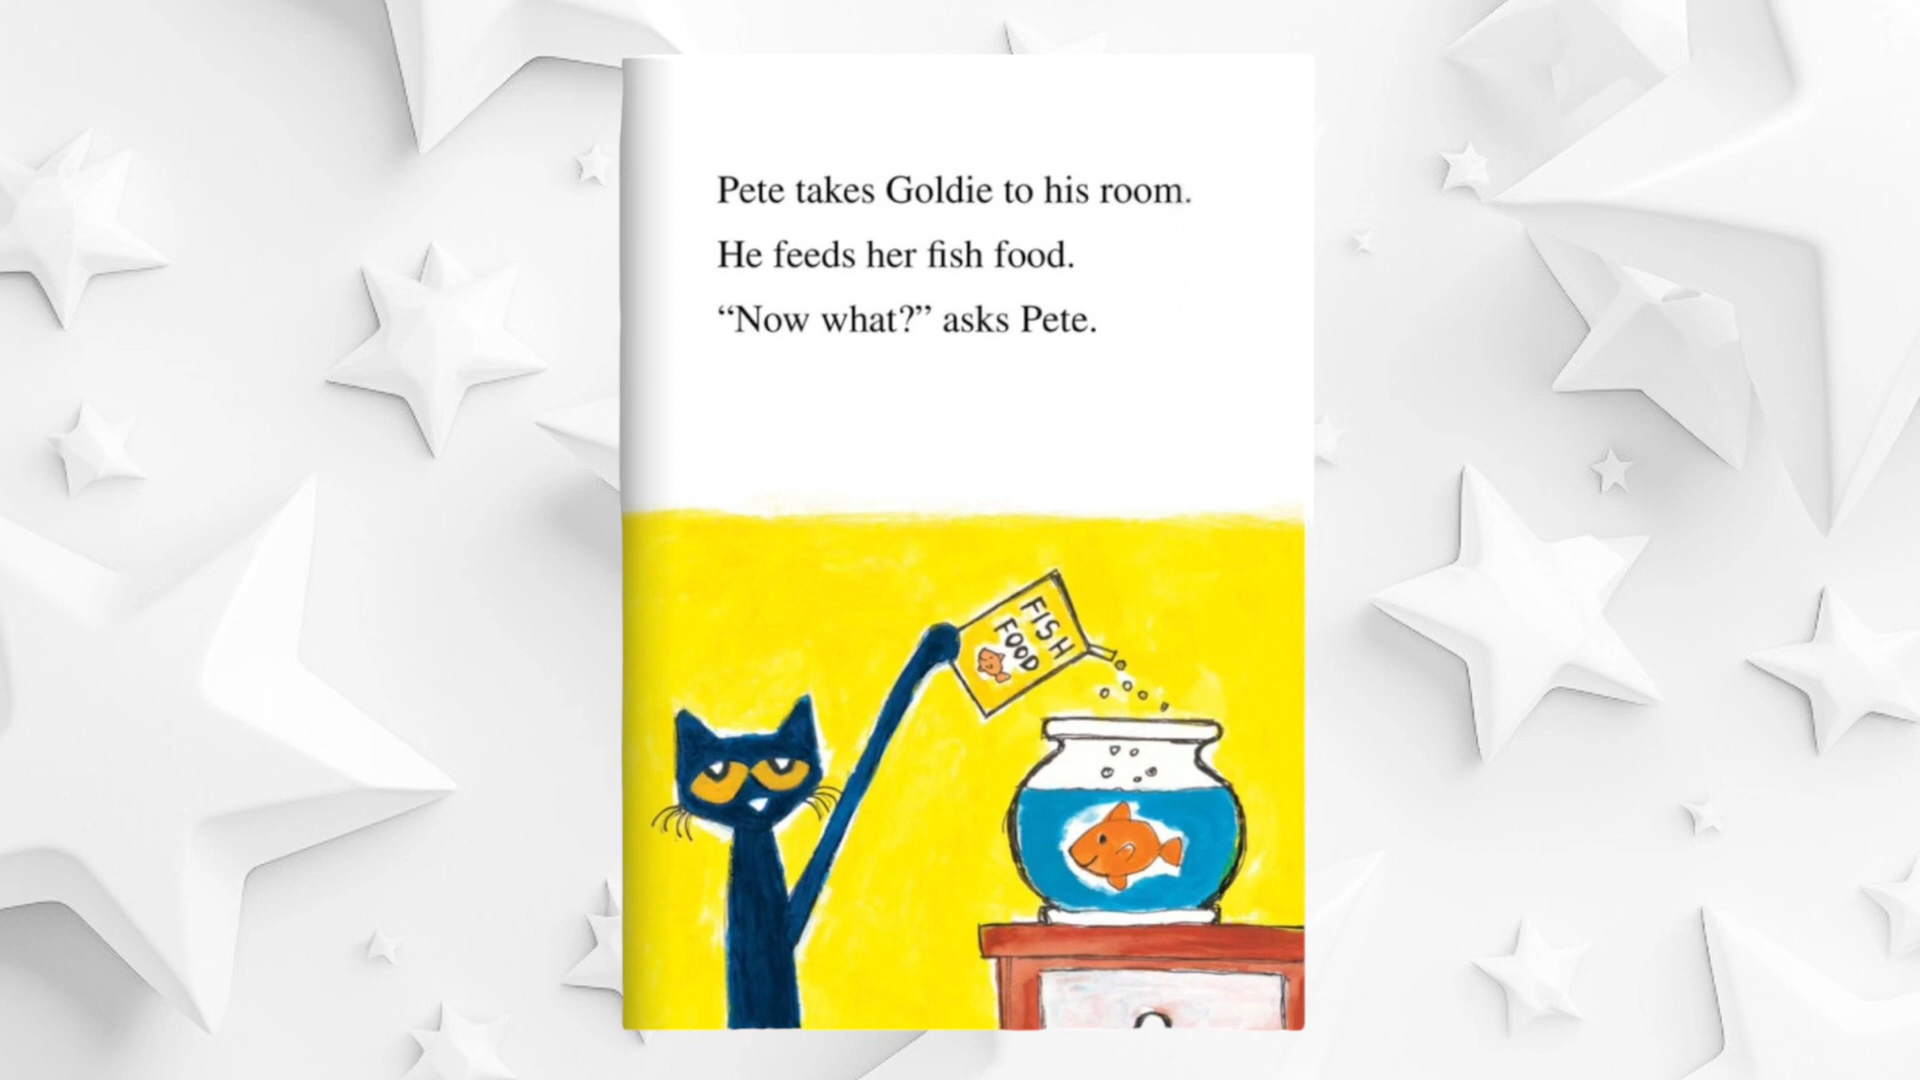 Pete takes Goldie to his room.
He feeds her fish food.
“Now what?” asks Pete.
FISH
FOOD